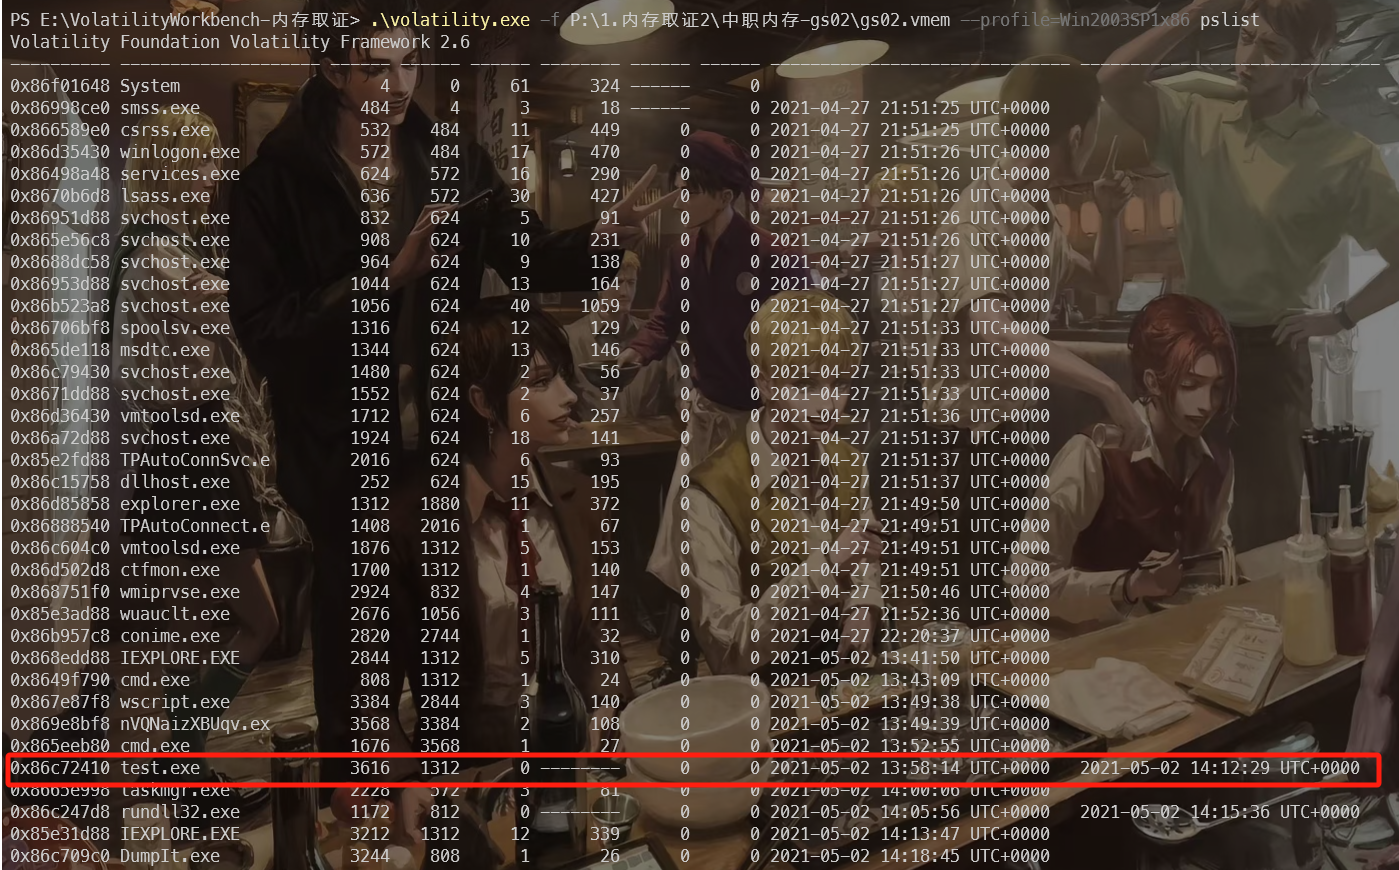 PS E:\VolatilityWorkbench-内存取证> .\volatility.exe -f P:\1.内存取证2\中职内存-gs02\gs02.vmem --profile=Win2003SP1x86 pslist
Volatility Foundation Volatility Framework 2.6
---------- -------------------- ------ ------ ------ -------- ------ ------ ------------------------------ ------------------------------
0x86f01648 System 4 0 61 324 ------ 0
0x86998ce0 smss.exe 484 4 3 18 ------ 0 2021-04-27 21:51:25 UTC+0000
0x866589e0 csrss.exe 532 484 11 449 0 0 2021-04-27 21:51:25 UTC+0000
0x86d35430 winlogon.exe 572 484 17 470 0 0 2021-04-27 21:51:26 UTC+0000
0x86498a48 services.exe 624 572 16 290 0 0 2021-04-27 21:51:26 UTC+0000
0x8670b6d8 lsass.exe 636 572 30 427 0 0 2021-04-27 21:51:26 UTC+0000
0x86951d88 svchost.exe 832 624 5 91 0 0 2021-04-27 21:51:26 UTC+0000
0x865e56c8 svchost.exe 908 624 10 231 0 0 2021-04-27 21:51:26 UTC+0000
0x8688dc58 svchost.exe 964 624 9 138 0 0 2021-04-27 21:51:27 UTC+0000
0x86953d88 svchost.exe 1044 624 13 164 0 0 2021-04-27 21:51:27 UTC+0000
0x86b523a8 svchost.exe 1056 624 40 1059 0 0 2021-04-27 21:51:27 UTC+0000
0x86706bf8 spoolsv.exe 1316 624 12 129 0 0 2021-04-27 21:51:33 UTC+0000
0x865de118 msdtc.exe 1344 624 13 146 0 0 2021-04-27 21:51:33 UTC+0000
0x86c79430 svchost.exe 1480 624 2 56 0 0 2021-04-27 21:51:33 UTC+0000
0x8671dd88 svchost.exe 1552 624 2 37 0 0 2021-04-27 21:51:33 UTC+0000
0x86d36430 vmtoolsd.exe 1712 624 6 257 0 0 2021-04-27 21:51:36 UTC+0000
0x86a72d88 svchost.exe 1924 624 18 141 0 0 2021-04-27 21:51:37 UTC+0000
0x85e2fd88 TPAutoConnSvc.e 2016 624 6 93 0 0 2021-04-27 21:51:37 UTC+0000
0x86c15758 dllhost.exe 252 624 15 195 0 0 2021-04-27 21:51:37 UTC+0000
0x86d85858 explorer.exe 1312 1880 11 372 0 0 2021-04-27 21:49:50 UTC+0000
0x86888540 TPAutoConnect.e 1408 2016 1 67 0 0 2021-04-27 21:49:51 UTC+0000
0x86c604c0 vmtoolsd.exe 1876 1312 5 153 0 0 2021-04-27 21:49:51 UTC+0000
0x86d502d8 ctfmon.exe 1700 1312 1 140 0 0 2021-04-27 21:49:51 UTC+0000
0x868751f0 wmiprvse.exe 2924 832 4 147 0 0 2021-04-27 21:50:46 UTC+0000
0x85e3ad88 wuauclt.exe 2676 1056 3 111 0 0 2021-04-27 21:52:36 UTC+0000
0x86b957c8 conime.exe 2820 2744 1 32 0 0 2021-04-27 22:20:37 UTC+0000
0x868edd88 IEXPLORE.EXE 2844 1312 5 310 0 0 2021-05-02 13:41:50 UTC+0000
0x8649f790 cmd.exe 808 1312 1 24 0 0 2021-05-02 13:43:09 UTC+0000
0x867e87f8 wscript.exe 3384 2844 3 140 0 0 2021-05-02 13:49:38 UTC+0000
0x869e8bf8 nVQNaizXBUqv.ex 3568 3384 2 108 0 0 2021-05-02 13:49:39 UTC+0000
0x865eeb80 cmd.exe 1676 3568 1 27 0 0 2021-05-02 13:52:55 UTC+0000
0x86c72410 test.exe 3616 1312 0 -------- 0 0 2021-05-02 13:58:14 UTC+0000 2021-05-02 14:12:29 UTC+0000
0x8665e998 taskmgr.exe 2228 572 3 81 0 0 2021-05-02 14:00:06 UTC+0000
0x86c247d8 rundll32.exe 1172 812 0 -------- 0 0 2021-05-02 14:05:56 UTC+0000 2021-05-02 14:15:36 UTC+0000
0x85e31d88 IEXPLORE.EXE 3212 1312 12 339 0 0 2021-05-02 14:13:47 UTC+0000
0x86c709c0 DumpIt.exe 3244 808 1 26 0 0 2021-05-02 14:18:45 UTC+0000